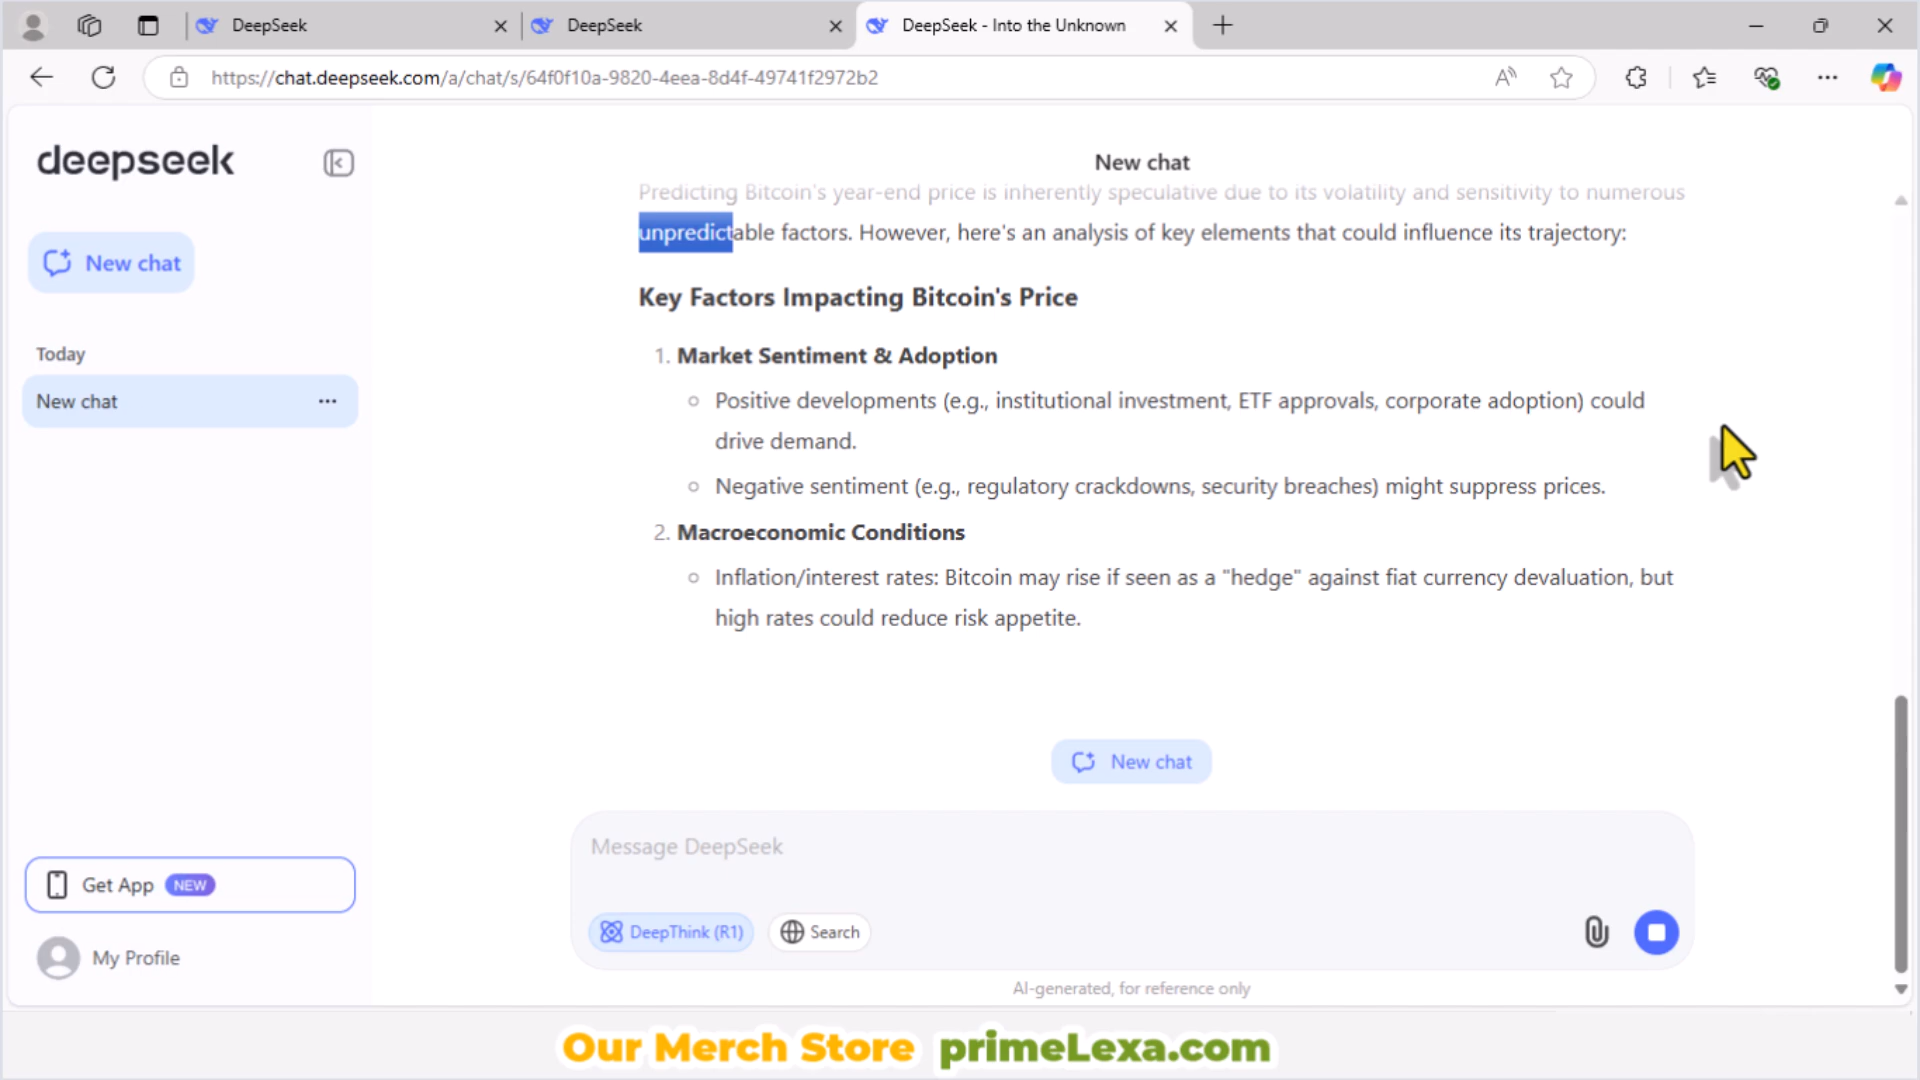 DeepSeek
DeepSeek
DeepSeek - Into the Unknown
https://chat.deepseek.com/a/chat/s/64f0f10a-9820-4eea-8d4f-49741f2972b2
deepseek
New chat
Today
New chat
Get App NEW
My Profile
New chat
Predicting Bitcoin's year-end price is inherently speculative due to its volatility and sensitivity to numerous
unpredictable factors. However, here's an analysis of key elements that could influence its trajectory:
Key Factors Impacting Bitcoin's Price
1. Market Sentiment & Adoption
Positive developments (e.g., institutional investment, ETF approvals, corporate adoption) could
drive demand.
Negative sentiment (e.g., regulatory crackdowns, security breaches) might suppress prices.
2. Macroeconomic Conditions
Inflation/interest rates: Bitcoin may rise if seen as a "hedge" against fiat currency devaluation, but
high rates could reduce risk appetite.
New chat
Message DeepSeek
DeepThink (R1)
Search
AI-generated, for reference only
Our Merch Store primeLexa.com